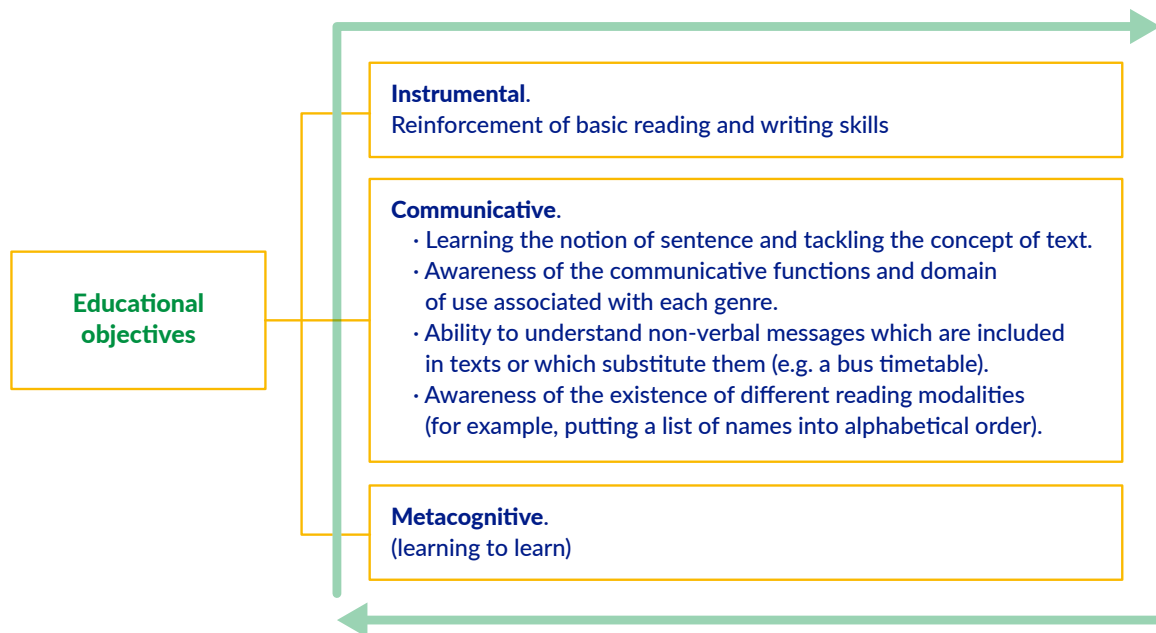 Educational
objectives
Instrumental.
Reinforcement of basic reading and writing skills
Communicative.
· Learning the notion of sentence and tackling the concept of text.
· Awareness of the communicative functions and domain
of use associated with each genre.
· Ability to understand non-verbal messages which are included
in texts or which substitute them (e.g. a bus timetable).
· Awareness of the existence of different reading modalities
(for example, putting a list of names into alphabetical order).
Metacognitive.
(learning to learn)